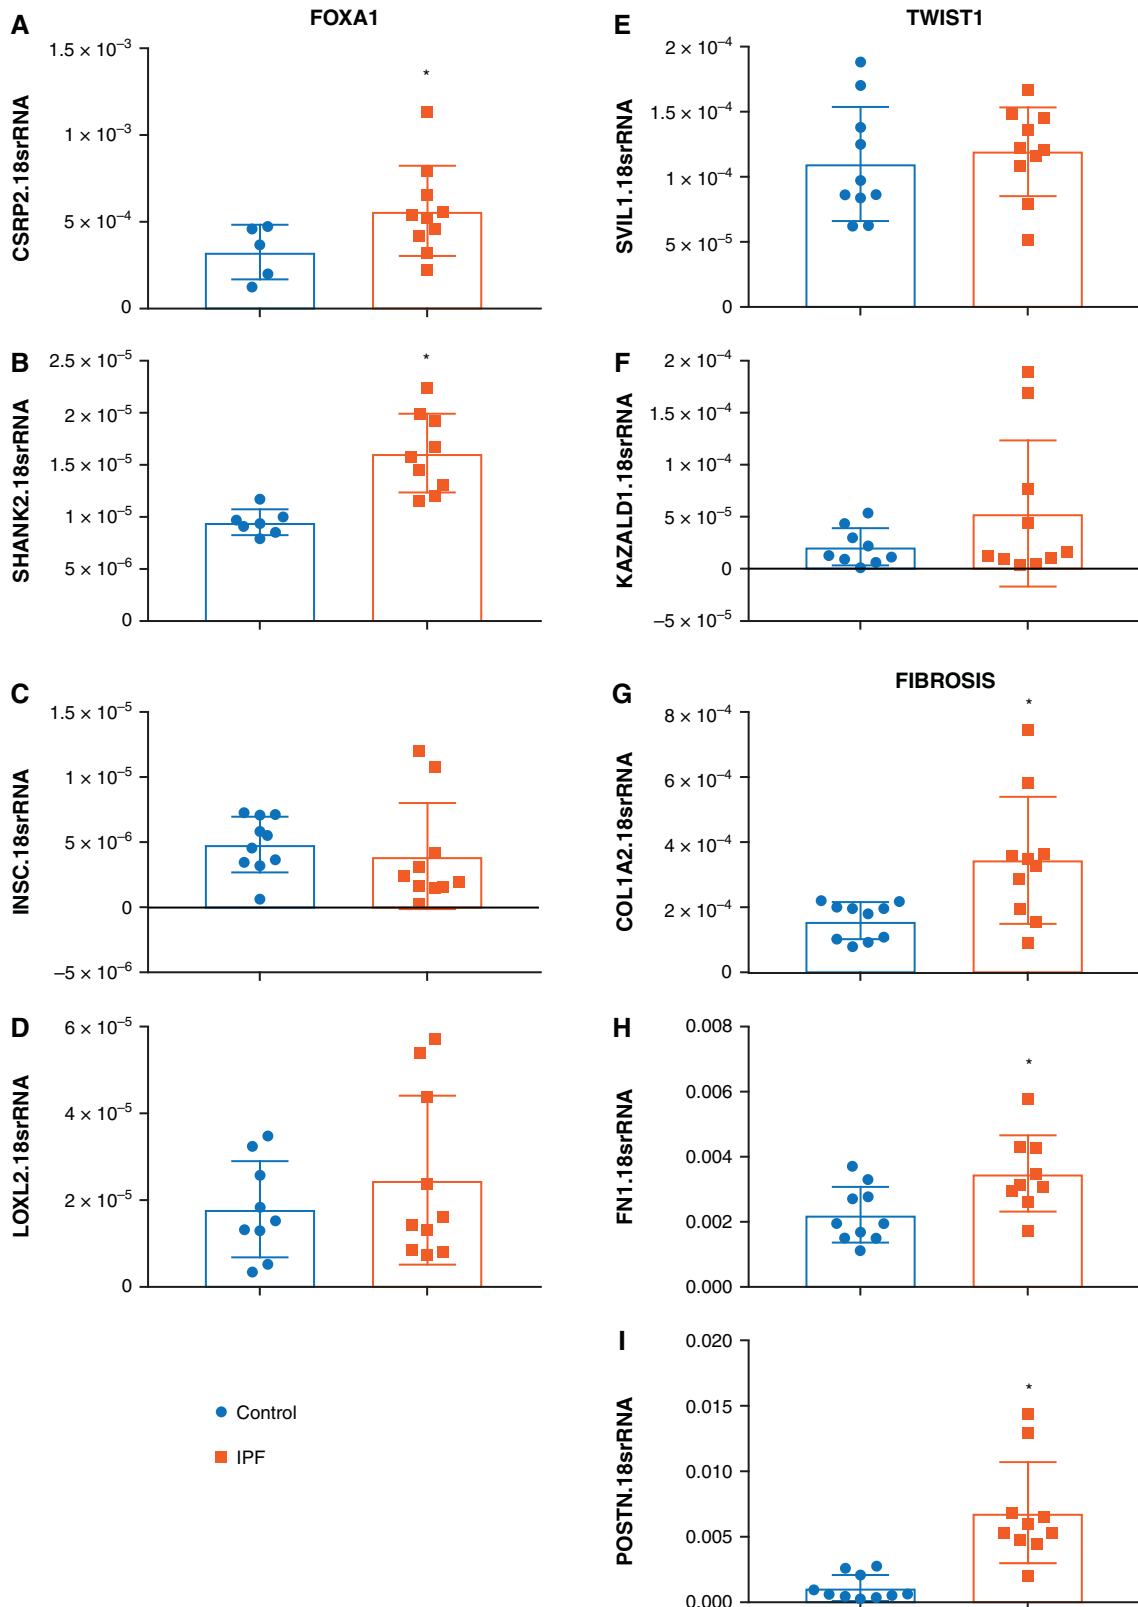 FOXA1
A
CSRP2.18srRNA
1.5 × 10⁻³
1 × 10⁻³
5 × 10⁻⁴
0
*
B
SHANK2.18srRNA
2.5 × 10⁻⁵
2 × 10⁻⁵
1.5 × 10⁻⁵
1 × 10⁻⁵
5 × 10⁻⁶
0
*
C
INSC.18srRNA
1.5 × 10⁻⁵
1 × 10⁻⁵
5 × 10⁻⁶
0
−5 × 10⁻⁶
D
LOXL2.18srRNA
6 × 10⁻⁵
4 × 10⁻⁵
2 × 10⁻⁵
0
Control
IPF
TWIST1
E
SVIL1.18srRNA
2 × 10⁻⁴
1.5 × 10⁻⁴
1 × 10⁻⁴
5 × 10⁻⁵
0
F
KAZALD1.18srRNA
2 × 10⁻⁴
1.5 × 10⁻⁴
1 × 10⁻⁴
5 × 10⁻⁵
0
−5 × 10⁻⁵
FIBROSIS
G
COL1A2.18srRNA
8 × 10⁻⁴
6 × 10⁻⁴
4 × 10⁻⁴
2 × 10⁻⁴
0
*
H
FN1.18srRNA
0.008
0.006
0.004
0.002
0.000
*
I
POSTN.18srRNA
0.020
0.015
0.010
0.005
0.000
*